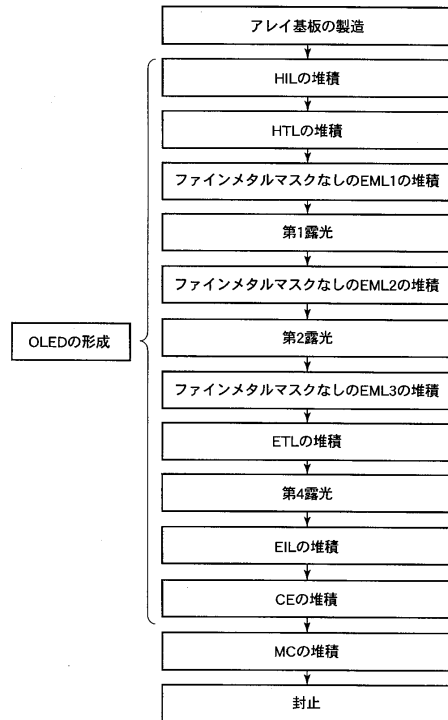 アレイ基板の製造
HILの堆積
HTLの堆積
ファインメタルマスクなしのEML1の堆積
第1露光
ファインメタルマスクなしのEML2の堆積
OLEDの形成
第2露光
ファインメタルマスクなしのEML3の堆積
ETLの堆積
第4露光
EILの堆積
CEの堆積
MCの堆積
封止